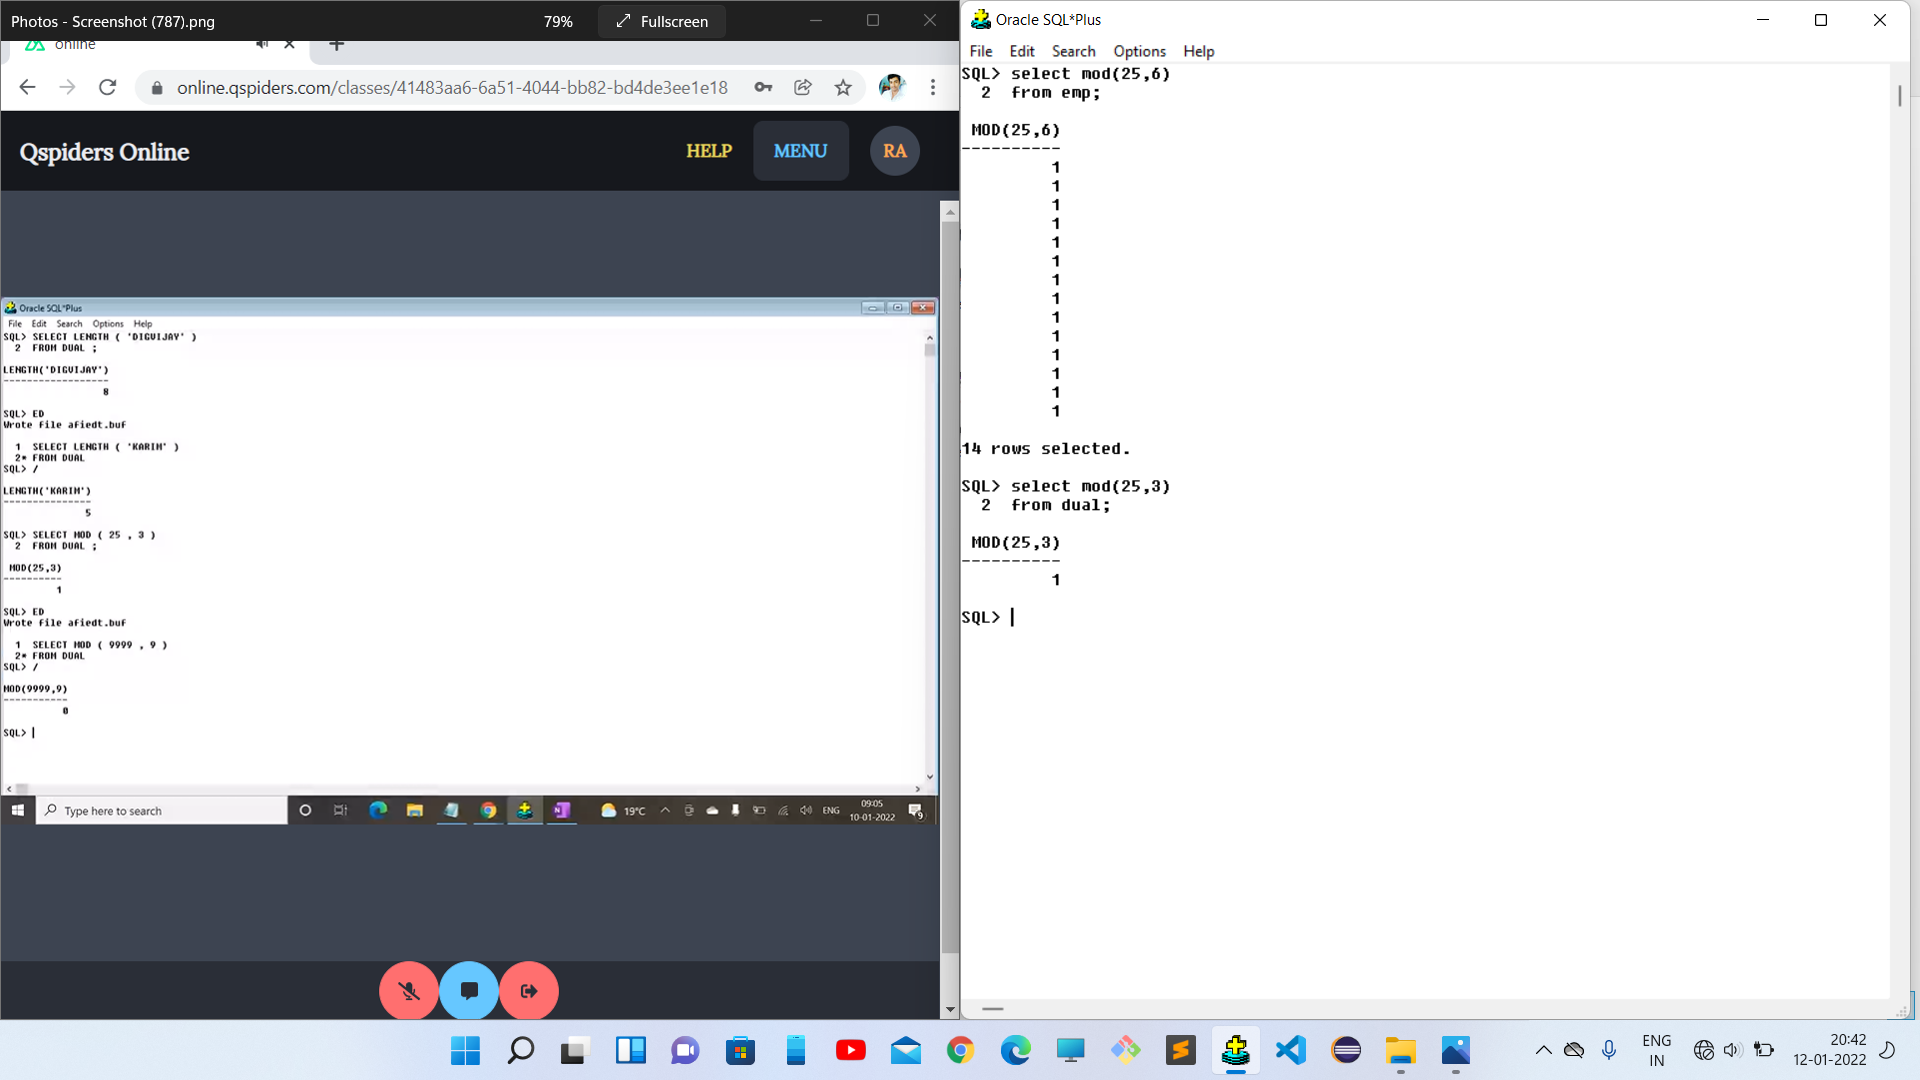 Photos - Screenshot (787).png
79%
Fullscreen
online
online.qspiders.com/classes/41483aa6-6a51-4044-bb82-bd4de3ee1e18
Qspiders Online
HELP
MENU
RA
Oracle SQL*Plus
File Edit Search Options Help
SQL> SELECT LENGTH ( 'DIGVIJAY' )
2 FROM DUAL ;
LENGTH('DIGVIJAY')
------------------
8
SQL> ED
Wrote file afiedt.buf
1 SELECT LENGTH ( 'KARIM' )
2* FROM DUAL
SQL> /
LENGTH('KARIM')
---------------
5
SQL> SELECT MOD ( 25 , 3 )
2 FROM DUAL ;
MOD(25,3)
----------
1
SQL> ED
Wrote file afiedt.buf
1 SELECT MOD ( 9999 , 9 )
2* FROM DUAL
SQL> /
MOD(9999,9)
-----------
0
SQL>
Type here to search
19°C
ENG
09:05
10-01-2022
9
Oracle SQL*Plus
File Edit Search Options Help
SQL> select mod(25,6)
2 from emp;
MOD(25,6)
----------
1
1
1
1
1
1
1
1
1
1
1
1
1
1
14 rows selected.
SQL> select mod(25,3)
2 from dual;
MOD(25,3)
----------
1
SQL>
ENG
IN
20:42
12-01-2022